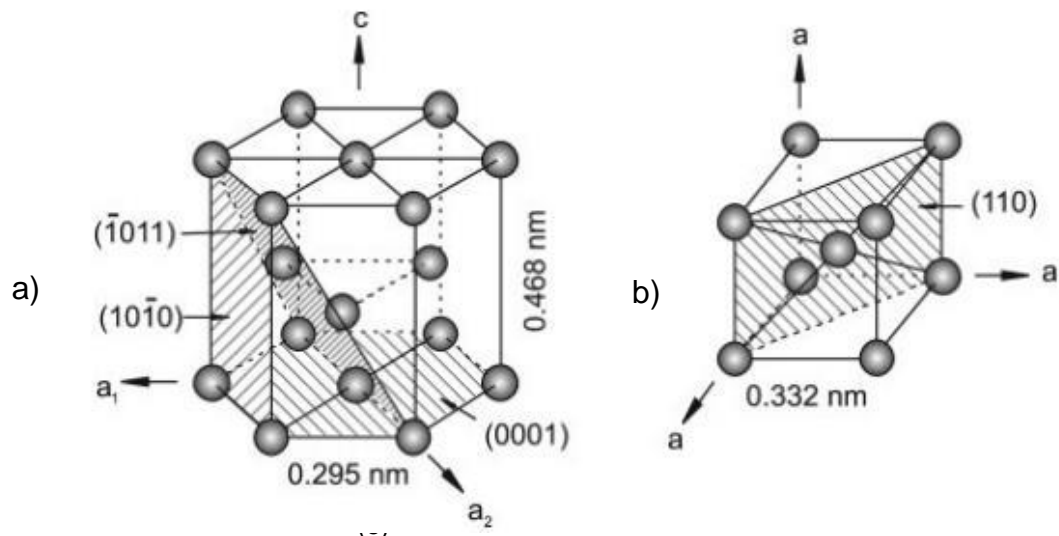 c
a
(1̄011)
(101̄0)
a)
a₁
0.468 nm
(0001)
0.295 nm
a₂
b)
(110)
a
0.332 nm
a